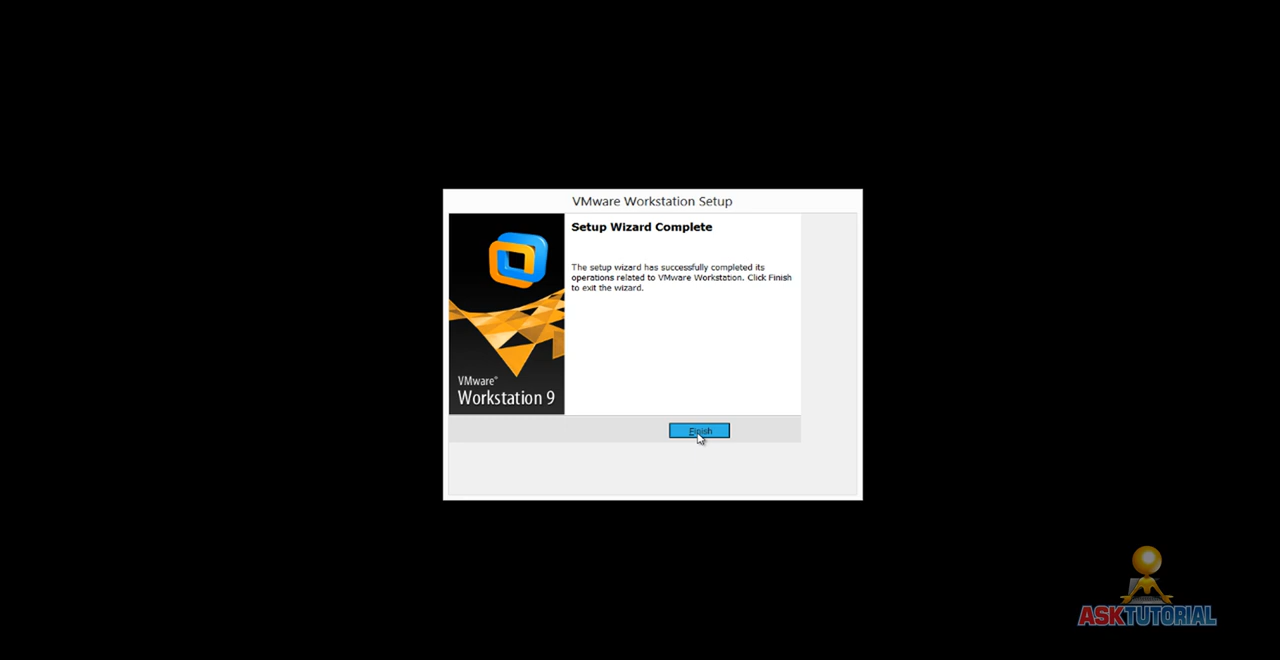 VMware Workstation Setup
Setup Wizard Complete
The setup wizard has successfully completed its
operations related to VMware Workstation. Click Finish
to exit the wizard.
VMware®
Workstation 9
Finish
ASKTUTORIAL